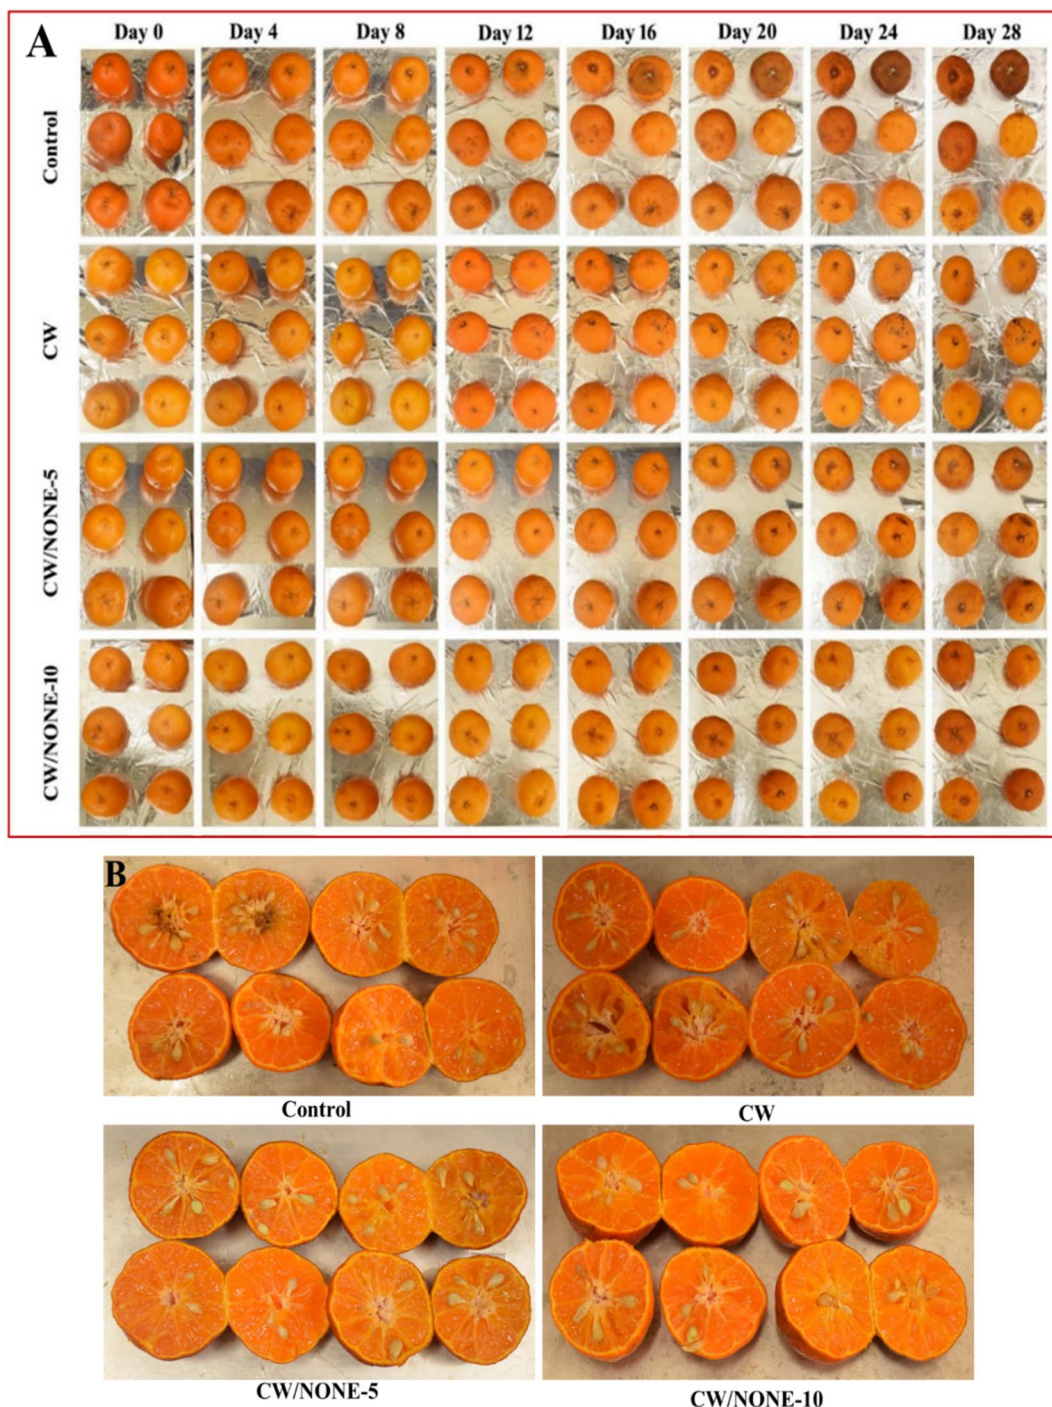 A
Day 0 Day 4 Day 8 Day 12 Day 16 Day 20 Day 24 Day 28
Control
CW
CW/NONE-5
CW/NONE-10
B
Control CW
CW/NONE-5 CW/NONE-10